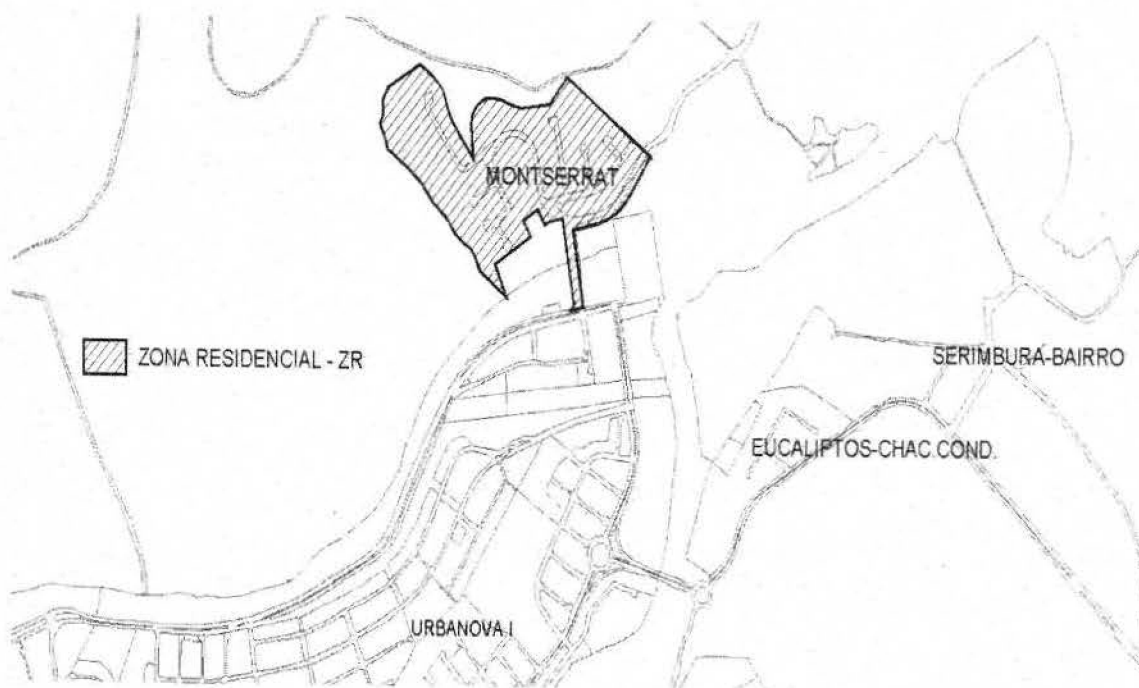 MONTSERRAT
ZONA RESIDENCIAL - ZR
SERIMBURA-BAIRRO
EUCALIPTOS-CHAC.COND.
URBANOVA I